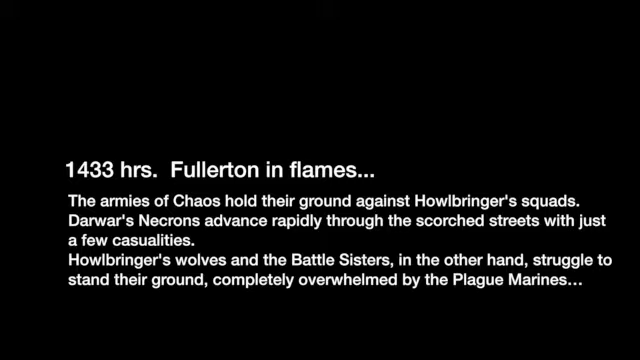 1433 hrs.  Fullerton in flames...
The armies of Chaos hold their ground against Howlbringer's squads.
Darwar's Necrons advance rapidly through the scorched streets with just
a few casualities.
Howlbringer's wolves and the Battle Sisters, in the other hand, struggle to
stand their ground, completely overwhelmed by the Plague Marines...